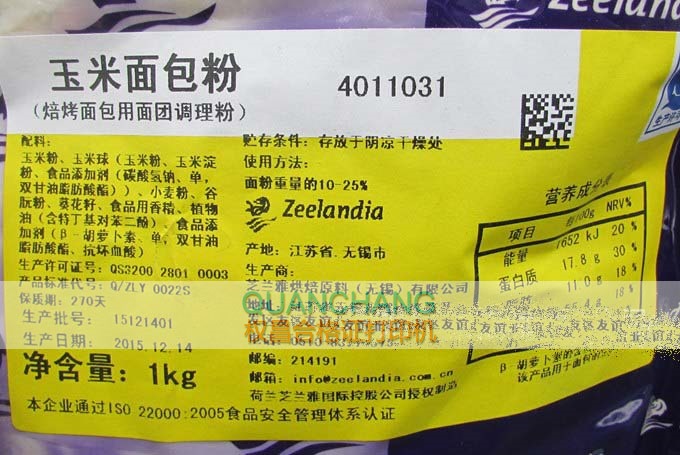 Zeelandia
玉米面包粉
4011031
（焙烤面包用面团调理粉）
配料：
玉米粉、玉米球（玉米粉、玉米淀
粉、食品添加剂（碳酸氢钠、单，
双甘油脂肪酸酯））、小麦粉、谷
朊粉、葵花籽、食用香精、植物
油（含特丁基对苯二酚）食品添
加剂（β-胡萝卜素、单，双甘油
脂肪酸酯、抗坏血酸）
生产许可证号：QS3200 2801 0003
产品标准代号：Q/ZLY 0022S
保质期：270天
生产批号： 15121401
生产日期： 2015.12.14
净含量：1kg
本企业通过ISO 22000:2005食品安全管理体系认证
贮存条件：存放于阴凉干燥处
使用方法：
面粉重量的10-25%
Zeelandia
产地：江苏省.无锡市
生产商：
芝兰雅烘焙原料（无锡）有限公司
邮编：214191
邮箱：info@zeelandia.com.cn
荷兰芝兰雅国际控股公司授权制造
营养成分表
项目 每100g NRV%
能量 1652 kJ 20 %
蛋白质 17.8 g 30 %
11.0 g 18 %
18 %
QUANCHANG